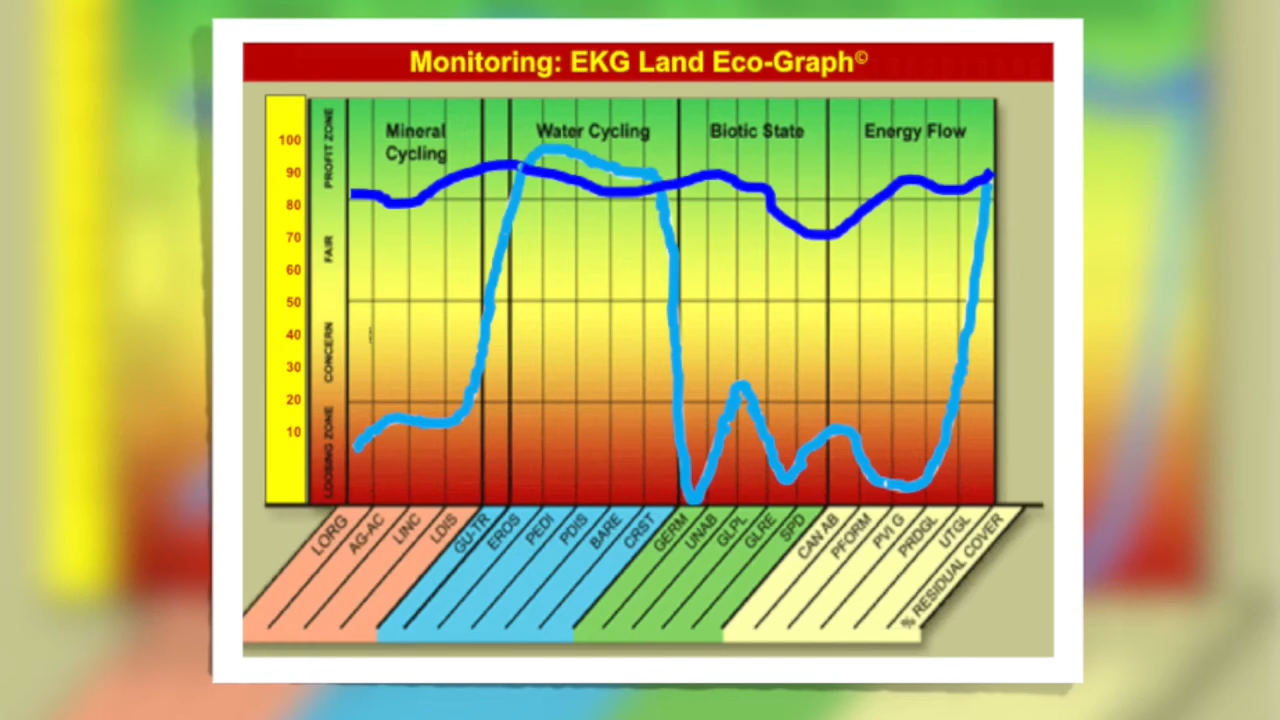 Monitoring: EKG Land Eco-Graph©
100
90
80
70
60
50
40
30
20
10
PROFIT ZONE
FAIR
CONCERN
LOOSING ZONE
Mineral
Cycling
Water Cycling
Biotic State
Energy Flow
LORG
AG-AC
LINC
LDIS
GU-TR
EROS
PEDI
PDIS
BARE
CRST
GERM
UNAB
GLPL
GLRE
SPD
CAN AB
PFORM
PVI G
PRDGL
UTGL
% RESIDUAL COVER